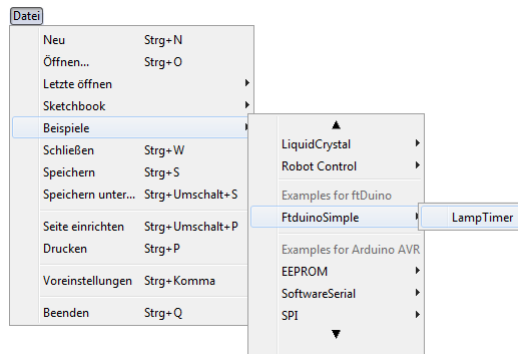 Datei
Neu Strg+N
Öffnen... Strg+O
Letzte öffnen
Sketchbook
Beispiele
Schließen Strg+W
Speichern Strg+S
Speichern unter... Strg+Umschalt+S
Seite einrichten Strg+Umschalt+P
Drucken Strg+P
Voreinstellungen Strg+Komma
Beenden Strg+Q
LiquidCrystal
Robot Control
Examples for ftDuino
FtduinoSimple
Examples for Arduino AVR
EEPROM
SoftwareSerial
SPI
LampTimer